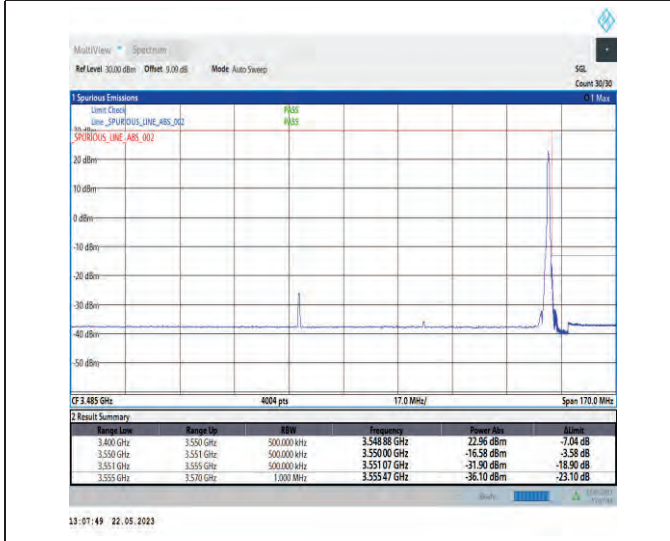 MultiView Spectrum
Ref Level 30.00 dBm Offset 9.09 dB Mode Auto Sweep SGL
Count 30/30
1 Spurious Emissions 1 Max
Limit Check PASS
Line _SPURIOUS_LINE_ABS_002 PASS
30 dBm
_SPURIOUS_LINE_ABS_002
20 dBm
10 dBm
0 dBm
-10 dBm
-20 dBm
-30 dBm
-40 dBm
-50 dBm
CF 3.485 GHz 4004 pts 17.0 MHz/ Span 170.0 MHz
2 Result Summary
Range Low Range Up RBW Frequency Power Abs ΔLimit
3.400 GHz 3.550 GHz 500.000 kHz 3.548 88 GHz 22.96 dBm -7.04 dB
3.550 GHz 3.551 GHz 500.000 kHz 3.550 00 GHz -16.58 dBm -3.58 dB
3.551 GHz 3.555 GHz 500.000 kHz 3.551 07 GHz -31.90 dBm -18.90 dB
3.555 GHz 3.570 GHz 1.000 MHz 3.555 47 GHz -36.10 dBm -23.10 dB
13:07:49 22.05.2023